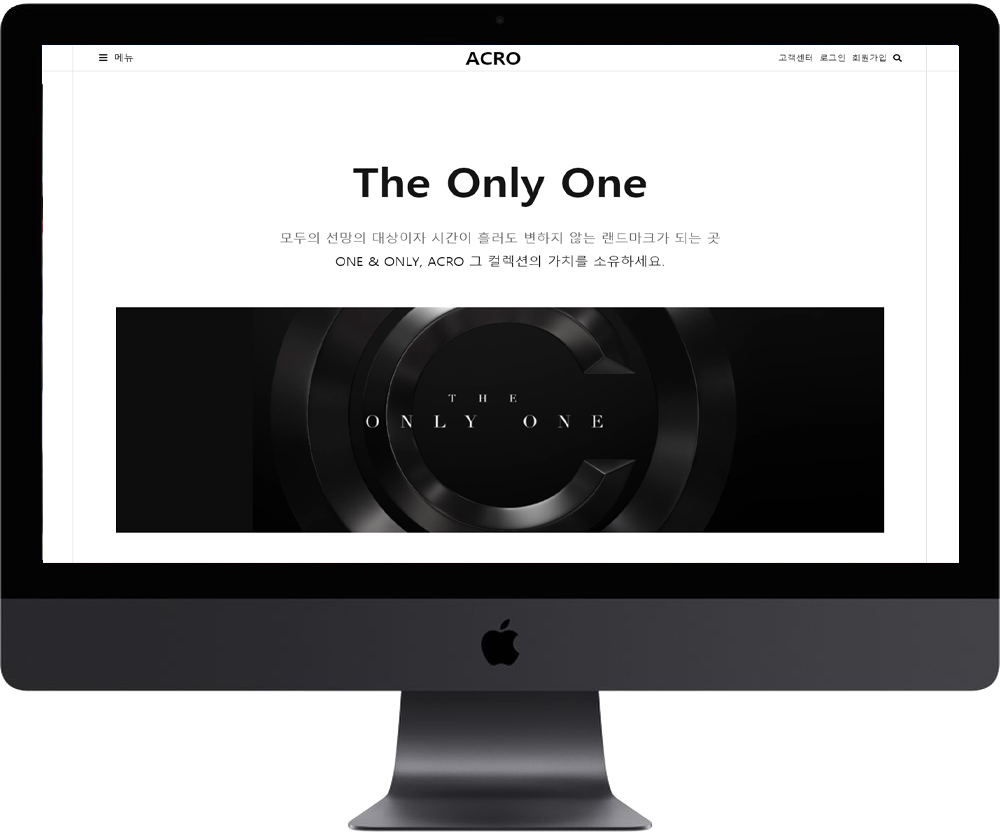 메뉴
ACRO
고객센터 로그인 회원가입
The Only One
모두의 선망의 대상이자 시간이 흘러도 변하지 않는 랜드마크가 되는 곳
ONE & ONLY, ACRO 그 컬렉션의 가치를 소유하세요.
THE
ONLY ONE